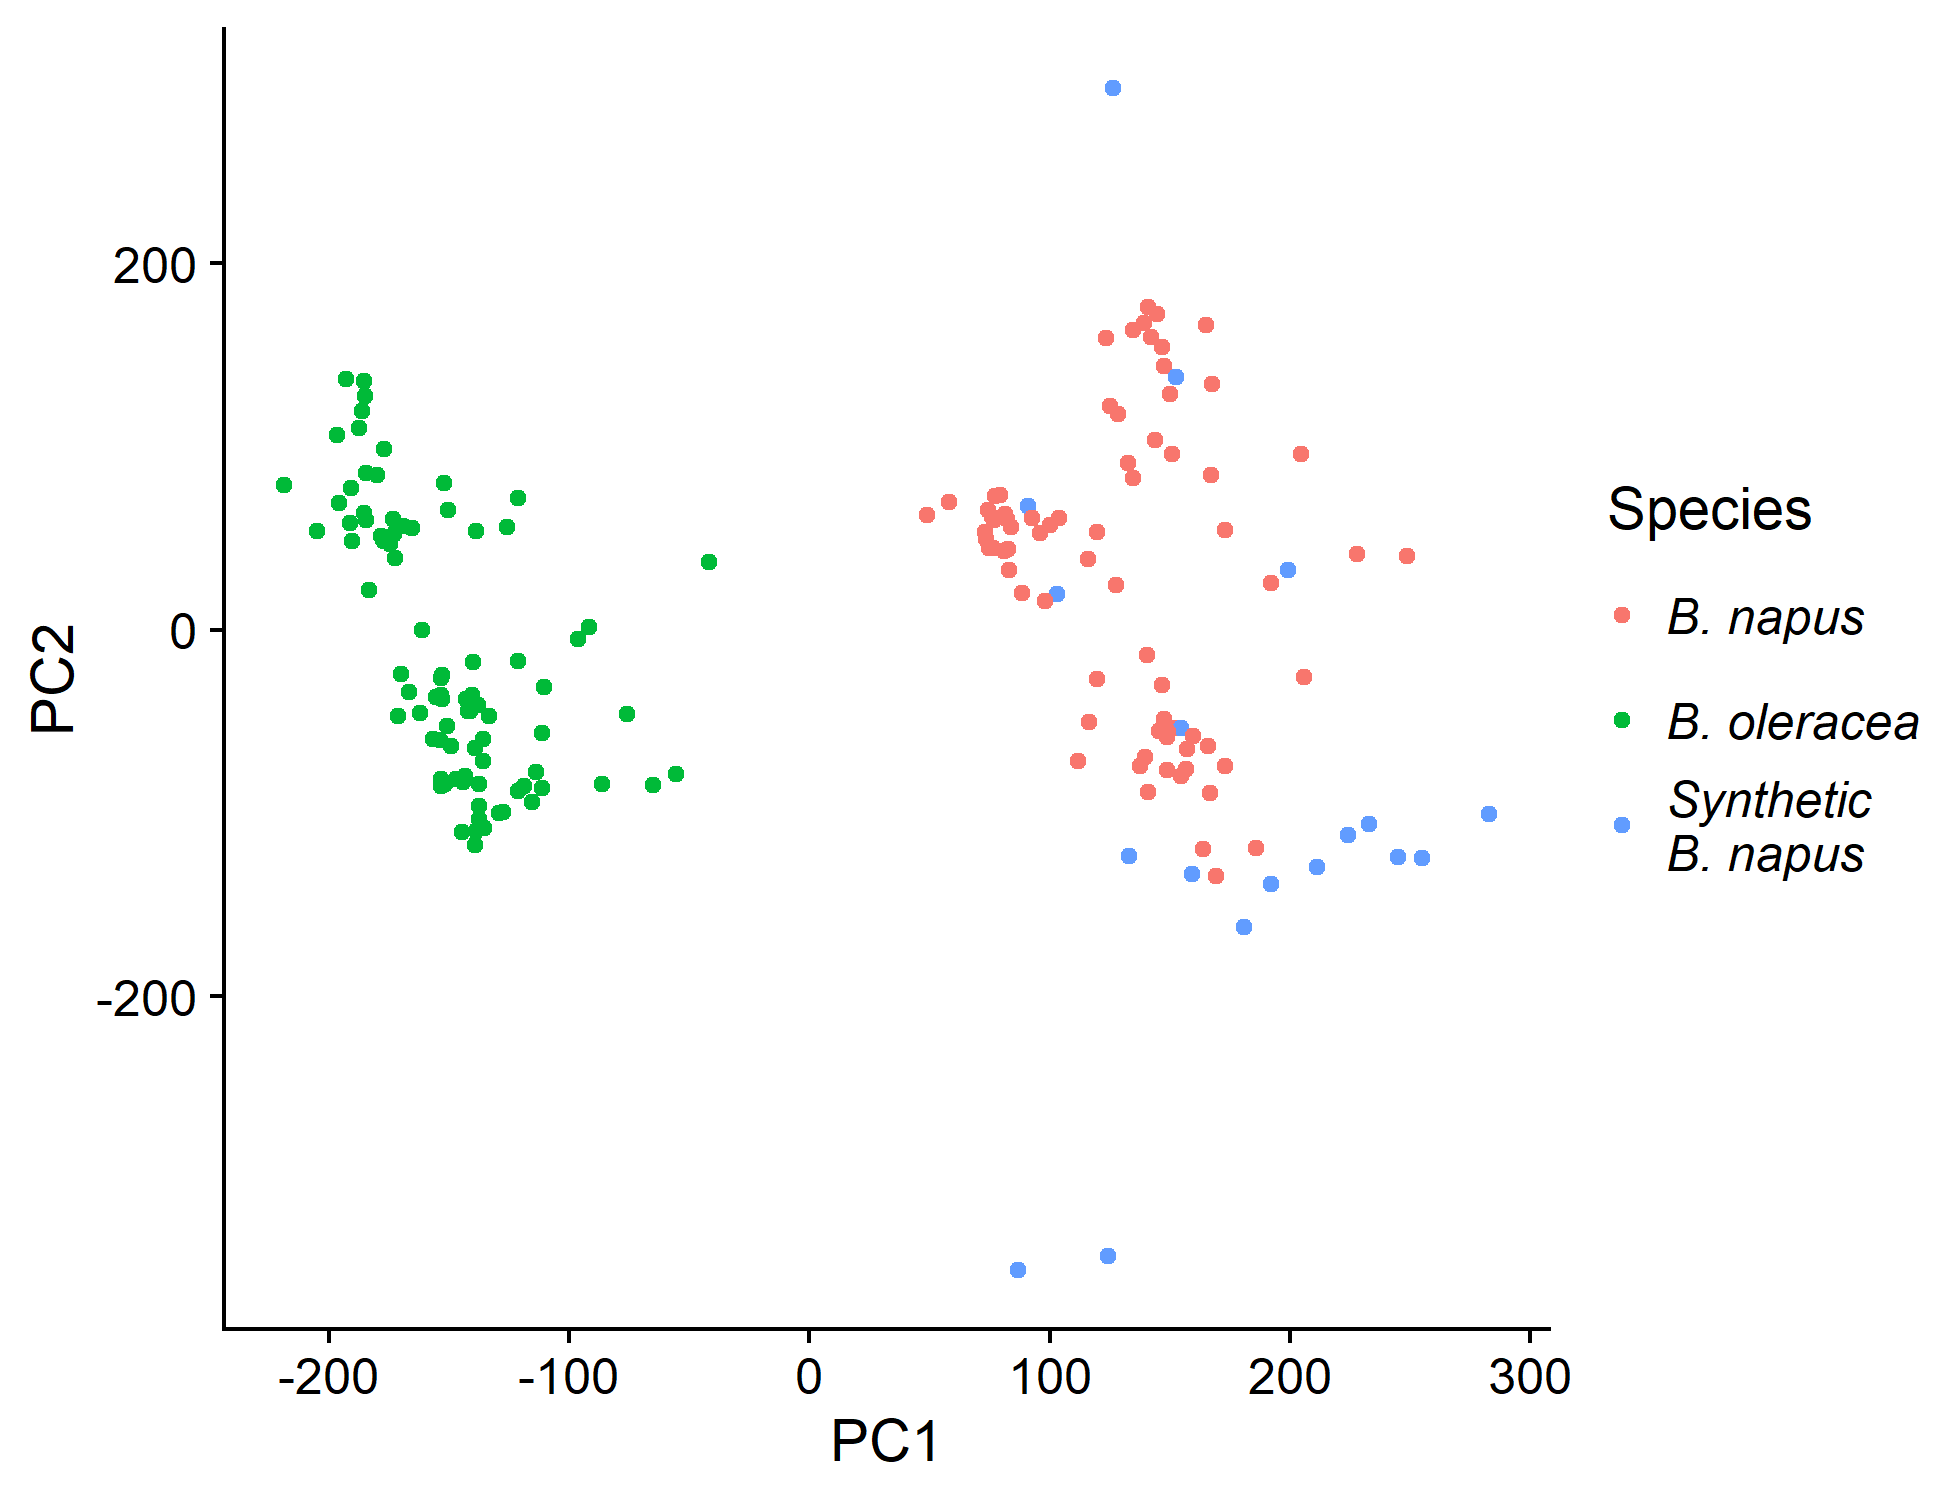 200
0
-200
PC2
-200 -100 0 100 200 300
PC1
Species
B. napus
B. oleracea
Synthetic
B. napus